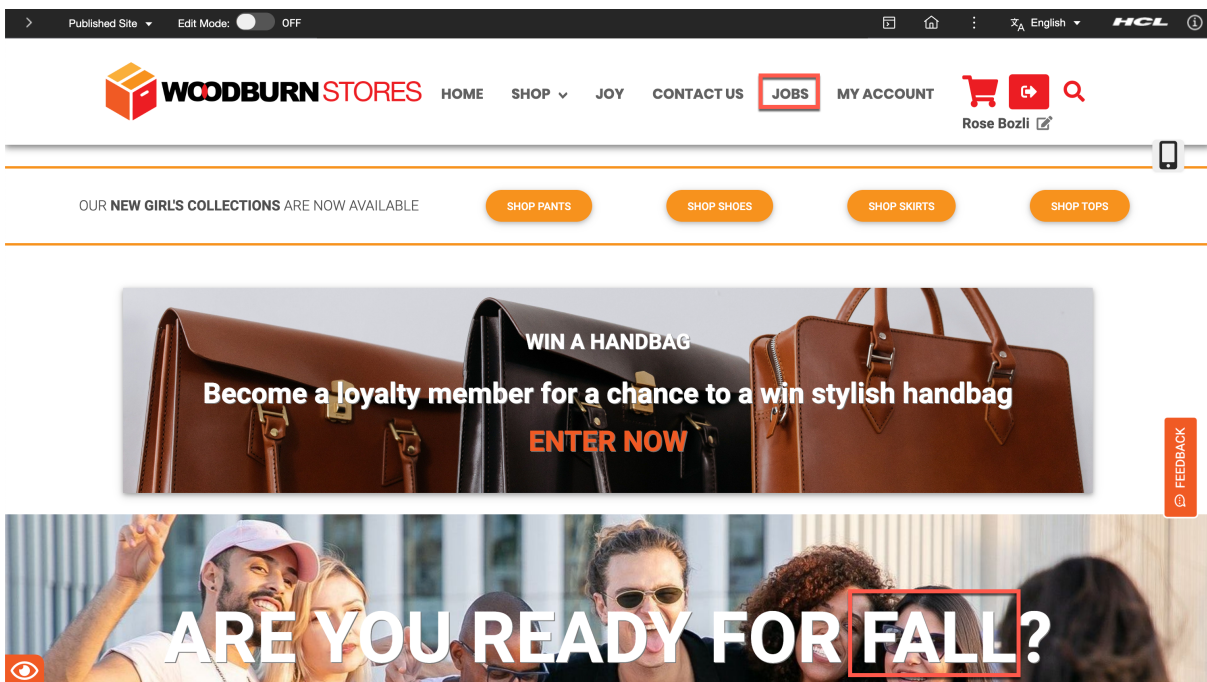 Published Site Edit Mode: OFF English HCL
WOODBURN STORES HOME SHOP JOY CONTACT US JOBS MY ACCOUNT
Rose Bozli
OUR NEW GIRL'S COLLECTIONS ARE NOW AVAILABLE SHOP PANTS SHOP SHOES SHOP SKIRTS SHOP TOPS
WIN A HANDBAG
Become a loyalty member for a chance to a win stylish handbag
ENTER NOW
FEEDBACK
ARE YOU READY FOR FALL?